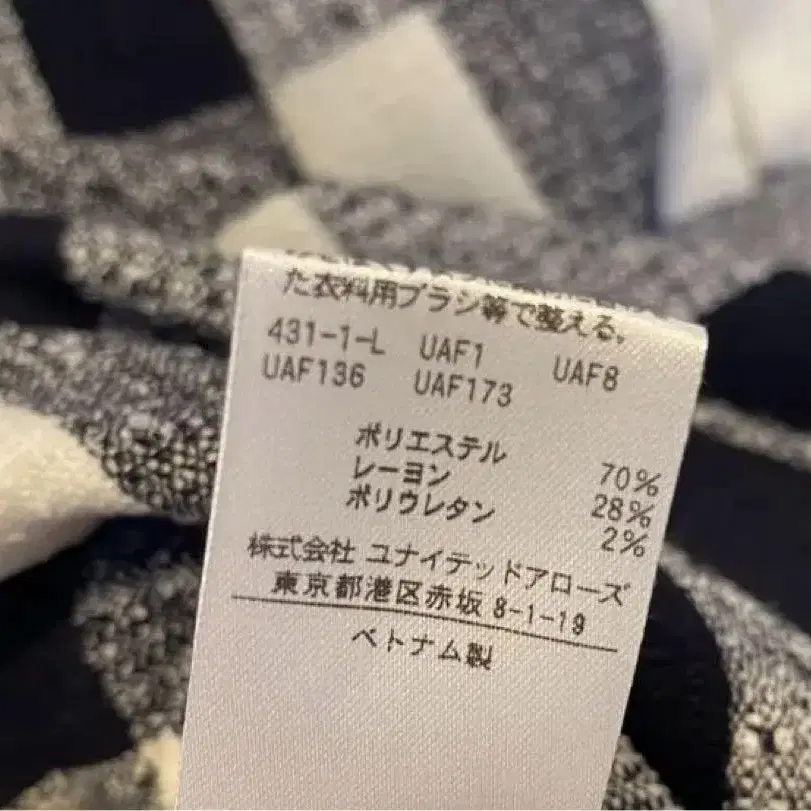 た衣料用ブラシ等で整える。
431-1-L UAF1 UAF8
UAF136 UAF173
ポリエステル 70%
レーヨン 28%
ポリウレタン 2%
株式会社 ユナイテッドアローズ
東京都港区赤坂 8-1-19
ベトナム製